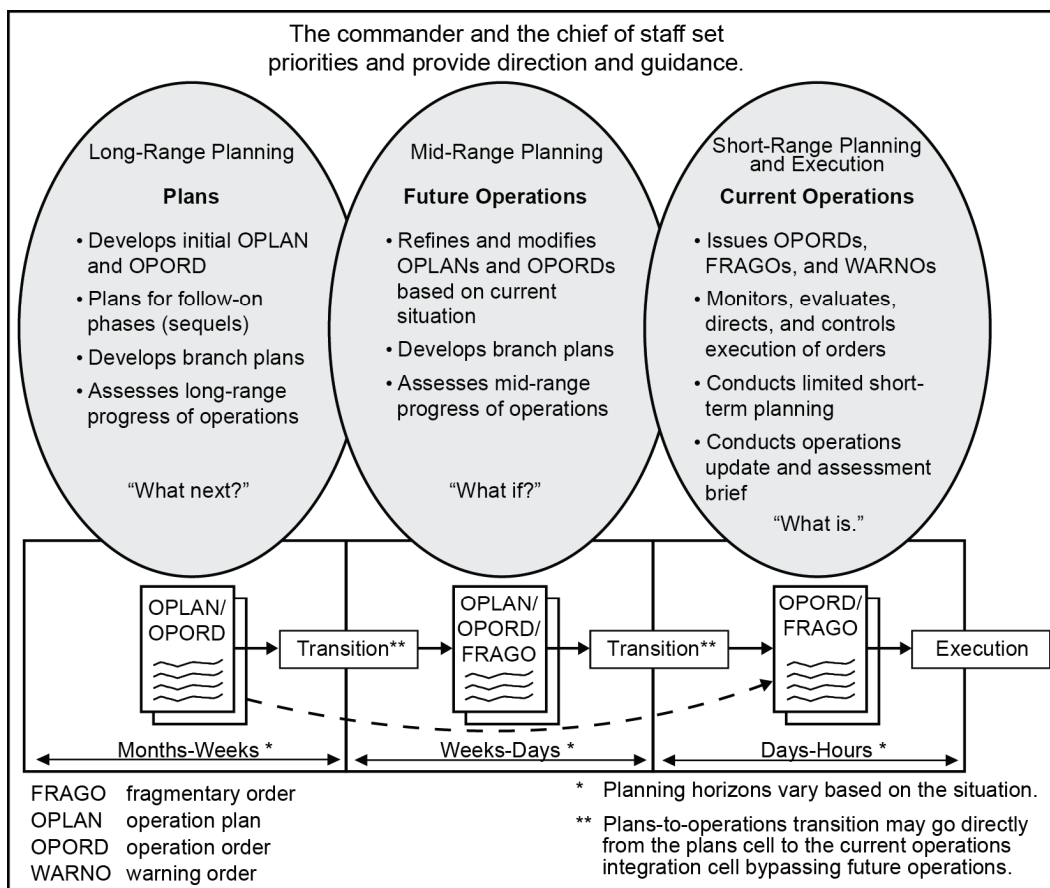 The commander and the chief of staff set
priorities and provide direction and guidance.
Long-Range Planning
Plans
• Develops initial OPLAN
and OPORD
• Plans for follow-on
phases (sequels)
• Develops branch plans
• Assesses long-range
progress of operations
“What next?”
Mid-Range Planning
Future Operations
• Refines and modifies
OPLANs and OPORDs
based on current
situation
• Develops branch plans
• Assesses mid-range
progress of operations
“What if?”
Short-Range Planning
and Execution
Current Operations
• Issues OPORDs,
FRAGOs, and WARNOs
• Monitors, evaluates,
directs, and controls
execution of orders
• Conducts limited short-
term planning
• Conducts operations
update and assessment
brief
“What is.”
OPLAN/
OPORD
Transition**
OPLAN/
OPORD/
FRAGO
Transition**
OPORD/
FRAGO
Execution
Months-Weeks *
Weeks-Days *
Days-Hours *
FRAGO fragmentary order
OPLAN operation plan
OPORD operation order
WARNO warning order
* Planning horizons vary based on the situation.
** Plans-to-operations transition may go directly
from the plans cell to the current operations
integration cell bypassing future operations.